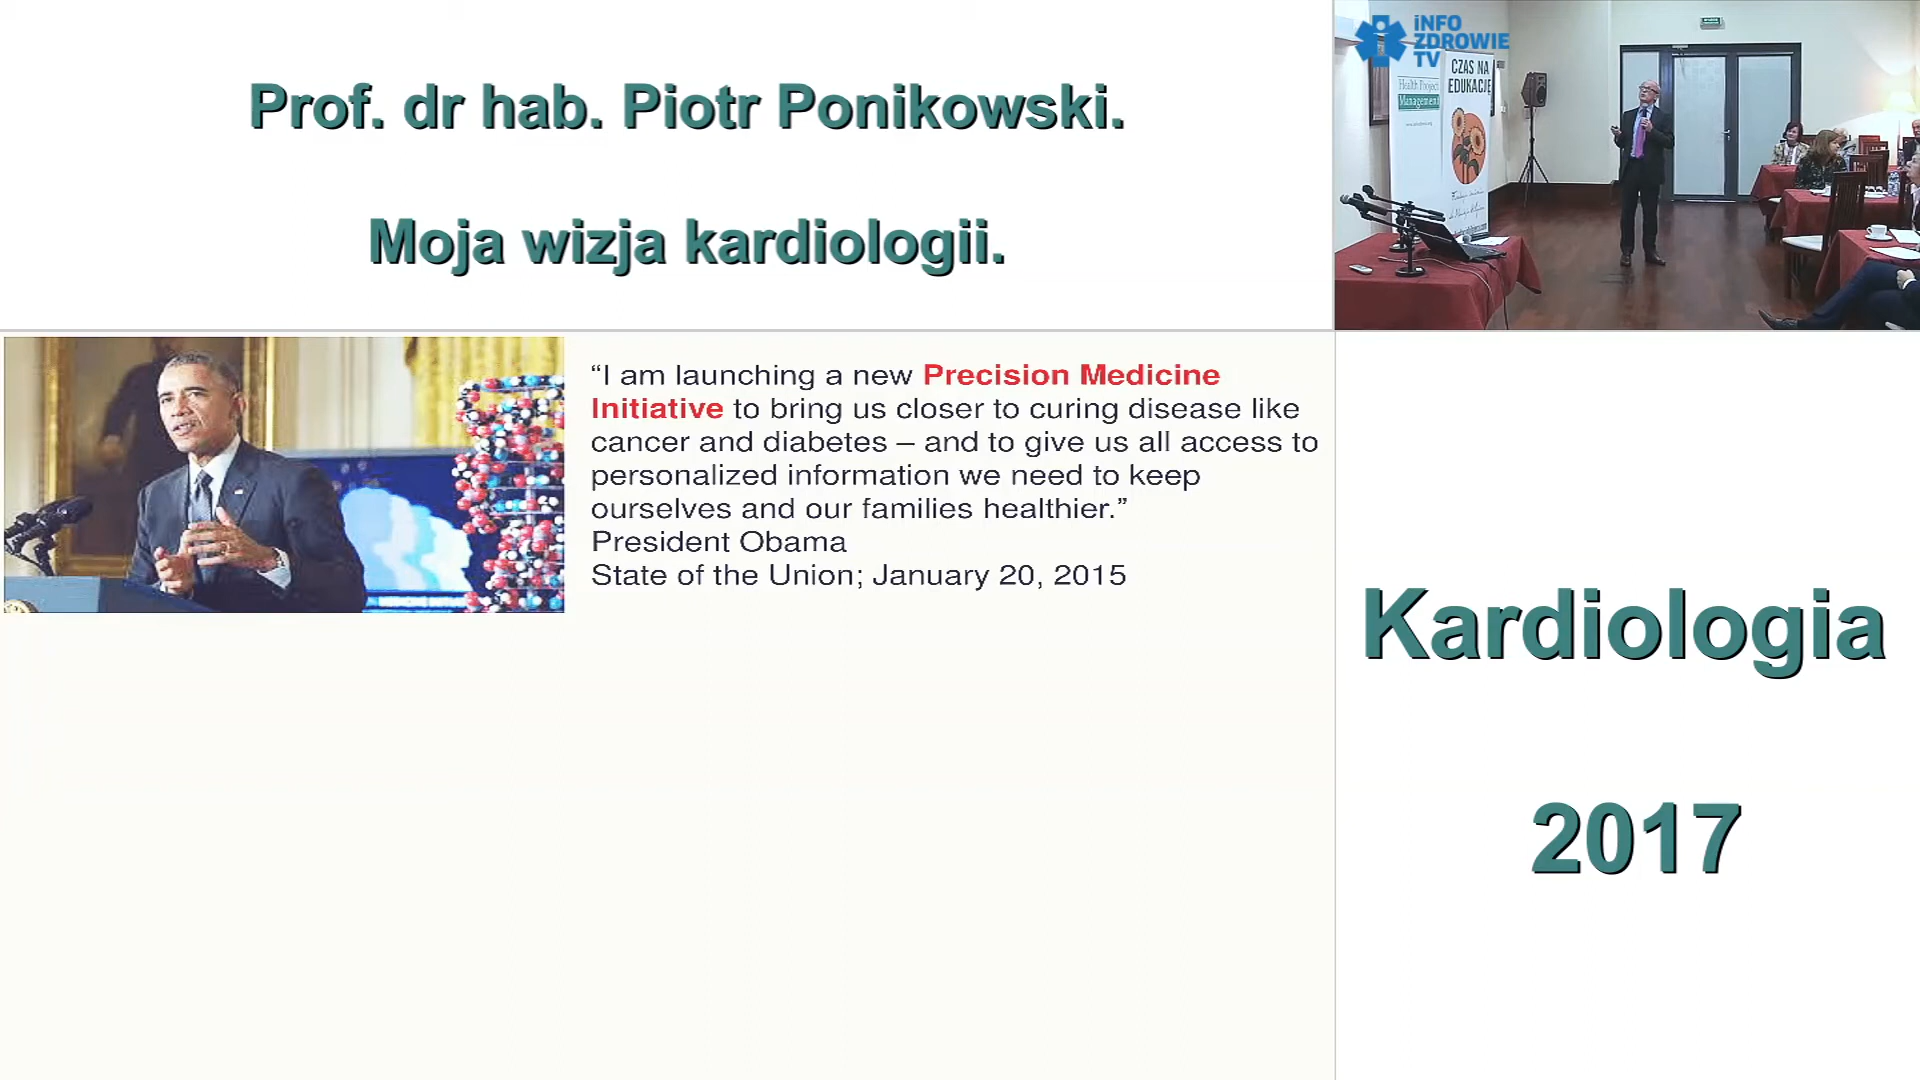 Prof. dr hab. Piotr Ponikowski.
Moja wizja kardiologii.
iNFO
ZDROWIE
TV
CZAS NA
EDUKACJĘ
Health Project
Management
“I am launching a new Precision Medicine
Initiative to bring us closer to curing disease like
cancer and diabetes – and to give us all access to
personalized information we need to keep
ourselves and our families healthier.”
President Obama
State of the Union; January 20, 2015
Kardiologia
2017